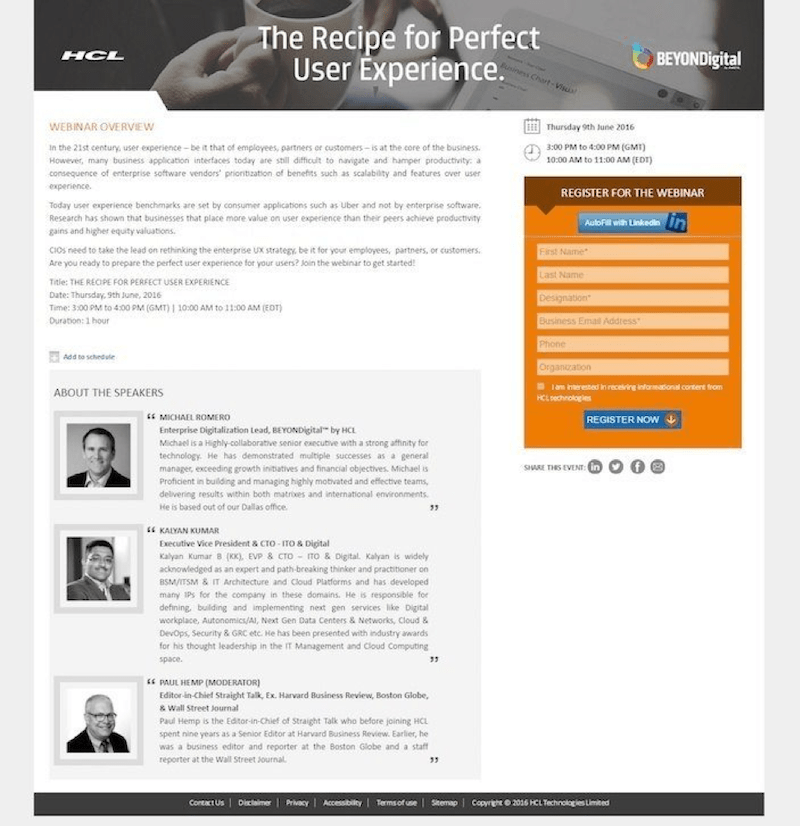 HCL
The Recipe for Perfect
User Experience.
BEYONDigital
WEBINAR OVERVIEW
In the 21st century, user experience – be it that of employees, partners or customers – is at the core of the business.
However, many business application interfaces today are still difficult to navigate and hamper productivity: a
consequence of enterprise software vendors' prioritization of benefits such as scalability and features over user
experience.
Today user experience benchmarks are set by consumer applications such as Uber and not by enterprise software.
Research has shown that businesses that place more value on user experience than their peers achieve productivity
gains and higher equity valuations.
CIOs need to take the lead on rethinking the enterprise UX strategy, be it for your employees, partners, or customers.
Are you ready to prepare the perfect user experience for your users? Join the webinar to get started!
Title: THE RECIPE FOR PERFECT USER EXPERIENCE
Date: Thursday, 9th June, 2016
Time: 3:00 PM to 4:00 PM (GMT) | 10:00 AM to 11:00 AM (EDT)
Duration: 1 hour
Add to schedule
ABOUT THE SPEAKERS
“ MICHAEL ROMERO
Enterprise Digitalization Lead, BEYONDigital™ by HCL
Michael is a Highly-collaborative senior executive with a strong affinity for
technology. He has demonstrated multiple successes as a general
manager, exceeding growth initiatives and financial objectives. Michael is
Proficient in building and managing highly motivated and effective teams,
delivering results within both matrixes and international environments.
He is based out of our Dallas office. ”
“ KALYAN KUMAR
Executive Vice President & CTO - ITO & Digital
Kalyan Kumar B (KK), EVP & CTO – ITO & Digital. Kalyan is widely
acknowledged as an expert and path-breaking thinker and practitioner on
BSM/ITSM & IT Architecture and Cloud Platforms and has developed
many IPs for the company in these domains. He is responsible for
defining, building and implementing next gen services like Digital
workplace, Autonomics/AI, Next Gen Data Centers & Networks, Cloud &
DevOps, Security & GRC etc. He has been presented with industry awards
for his thought leadership in the IT Management and Cloud Computing
space. ”
“ PAUL HEMP (MODERATOR)
Editor-in-Chief Straight Talk, Ex. Harvard Business Review, Boston Globe,
& Wall Street Journal
Paul Hemp is the Editor-in-Chief of Straight Talk who before joining HCL
spent nine years as a Senior Editor at Harvard Business Review. Earlier, he
was a business editor and reporter at the Boston Globe and a staff
reporter at the Wall Street Journal. ”
Thursday 9th June 2016
3:00 PM to 4:00 PM (GMT)
10:00 AM to 11:00 AM (EDT)
REGISTER FOR THE WEBINAR
AutoFill with LinkedIn in
First Name*
Last Name
Designation*
Business Email Address*
Phone
Organization
I am interested in receiving informational content from
HCL technologies
REGISTER NOW
SHARE THIS EVENT:
Contact Us | Disclaimer | Privacy | Accessibility | Terms of use | Sitemap | Copyright © 2016 HCL Technologies Limited